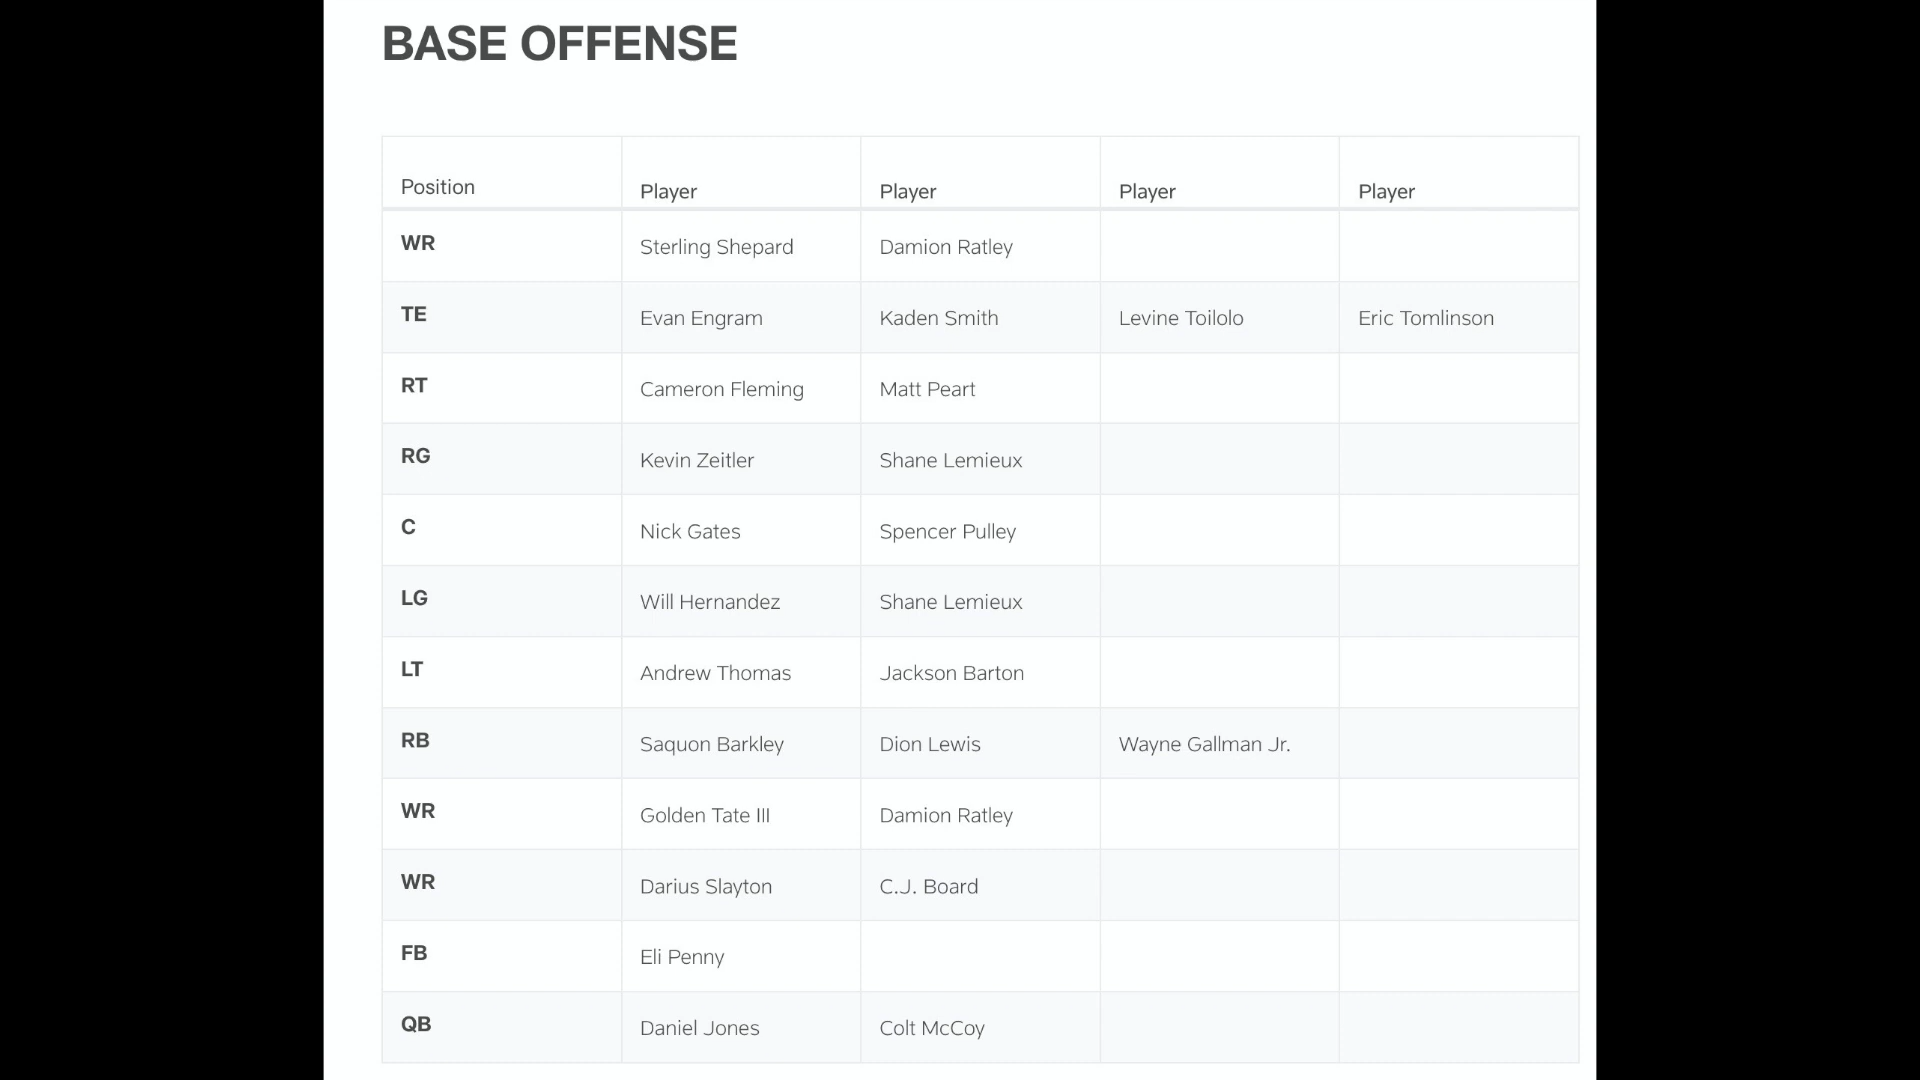 BASE OFFENSE
Position Player Player Player Player
WR Sterling Shepard Damion Ratley
TE Evan Engram Kaden Smith Levine Toilolo Eric Tomlinson
RT Cameron Fleming Matt Peart
RG Kevin Zeitler Shane Lemieux
C Nick Gates Spencer Pulley
LG Will Hernandez Shane Lemieux
LT Andrew Thomas Jackson Barton
RB Saquon Barkley Dion Lewis Wayne Gallman Jr.
WR Golden Tate III Damion Ratley
WR Darius Slayton C.J. Board
FB Eli Penny
QB Daniel Jones Colt McCoy